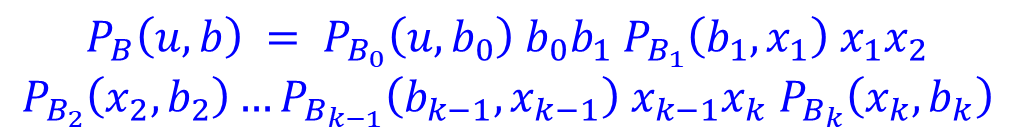 P_B(u, b) = P_{B_0}(u, b_0) b_0b_1 P_{B_1}(b_1, x_1) x_1x_2
P_{B_2}(x_2, b_2) … P_{B_{k−1}}(b_{k−1}, x_{k−1}) x_{k−1}x_k P_{B_k}(x_k, b_k)